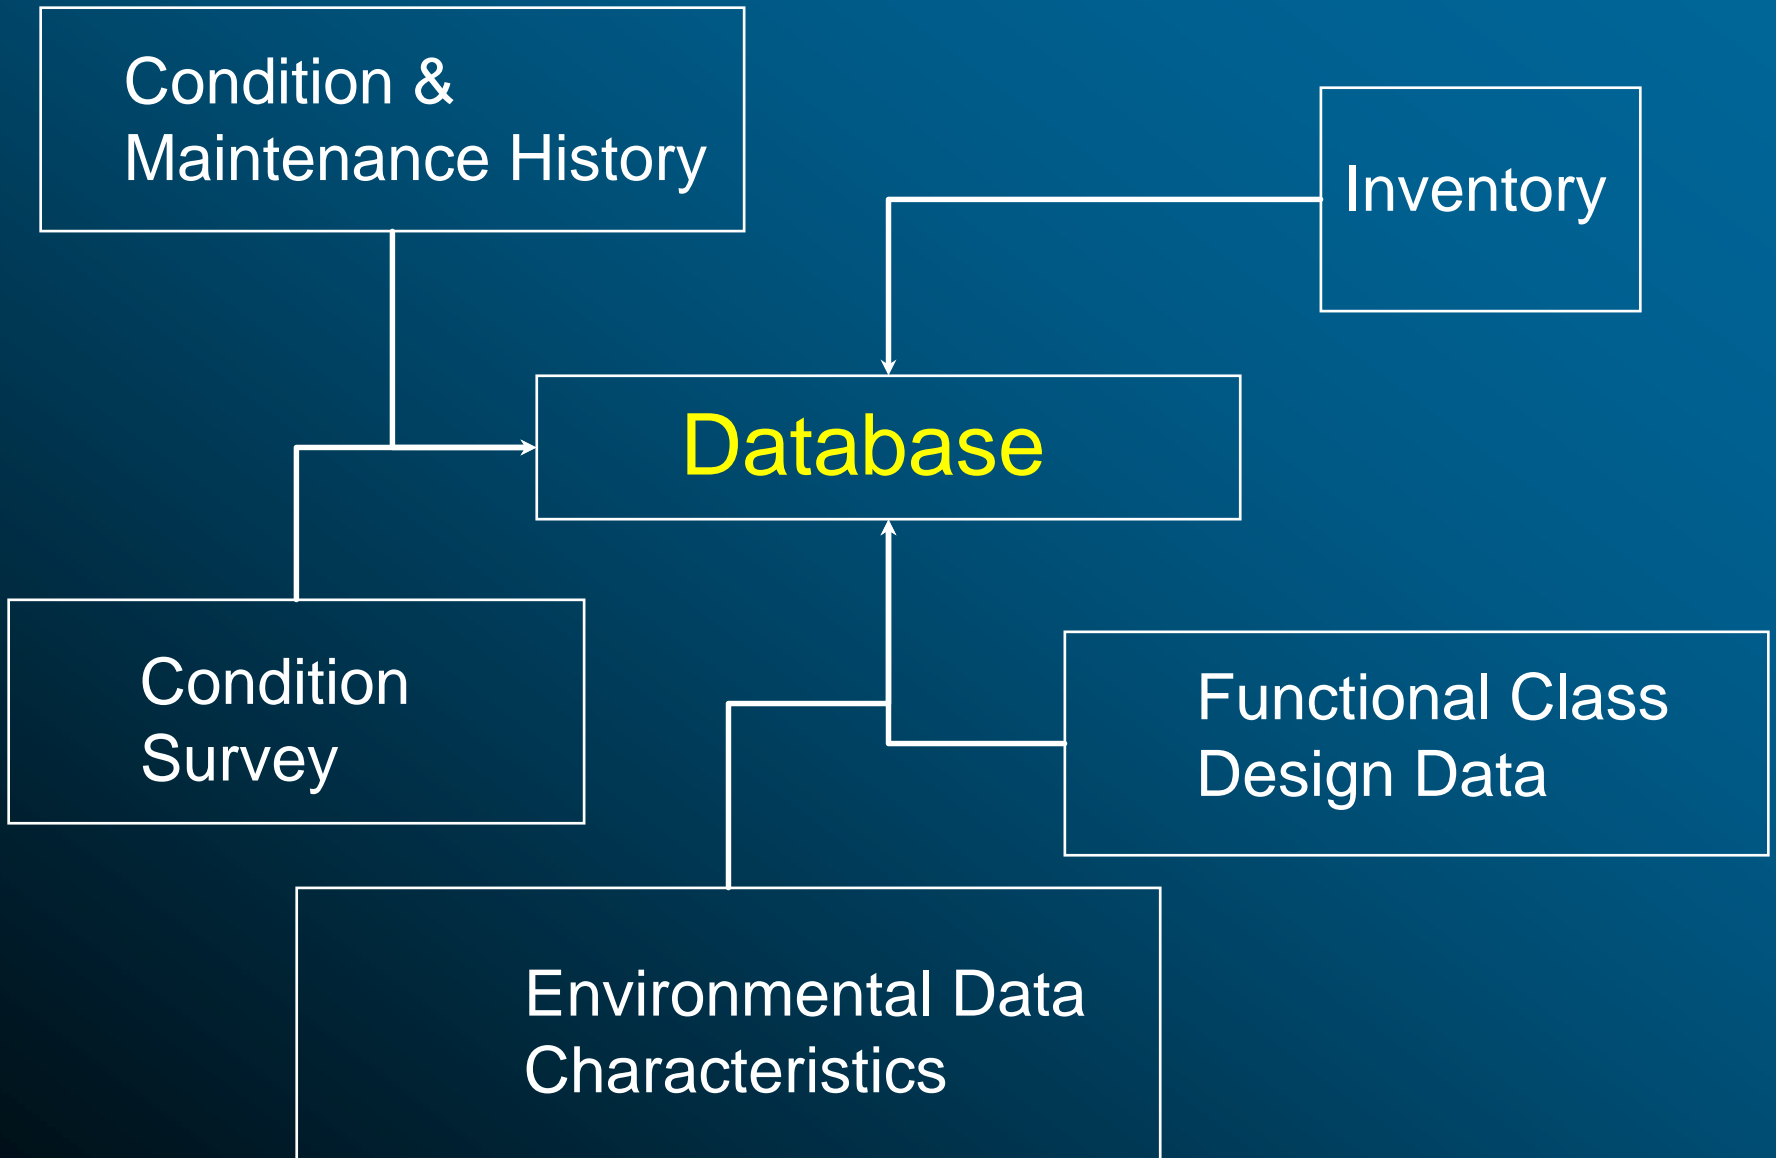 Condition &
Maintenance History
Inventory
Database
Condition
Survey
Functional Class
Design Data
Environmental Data
Characteristics